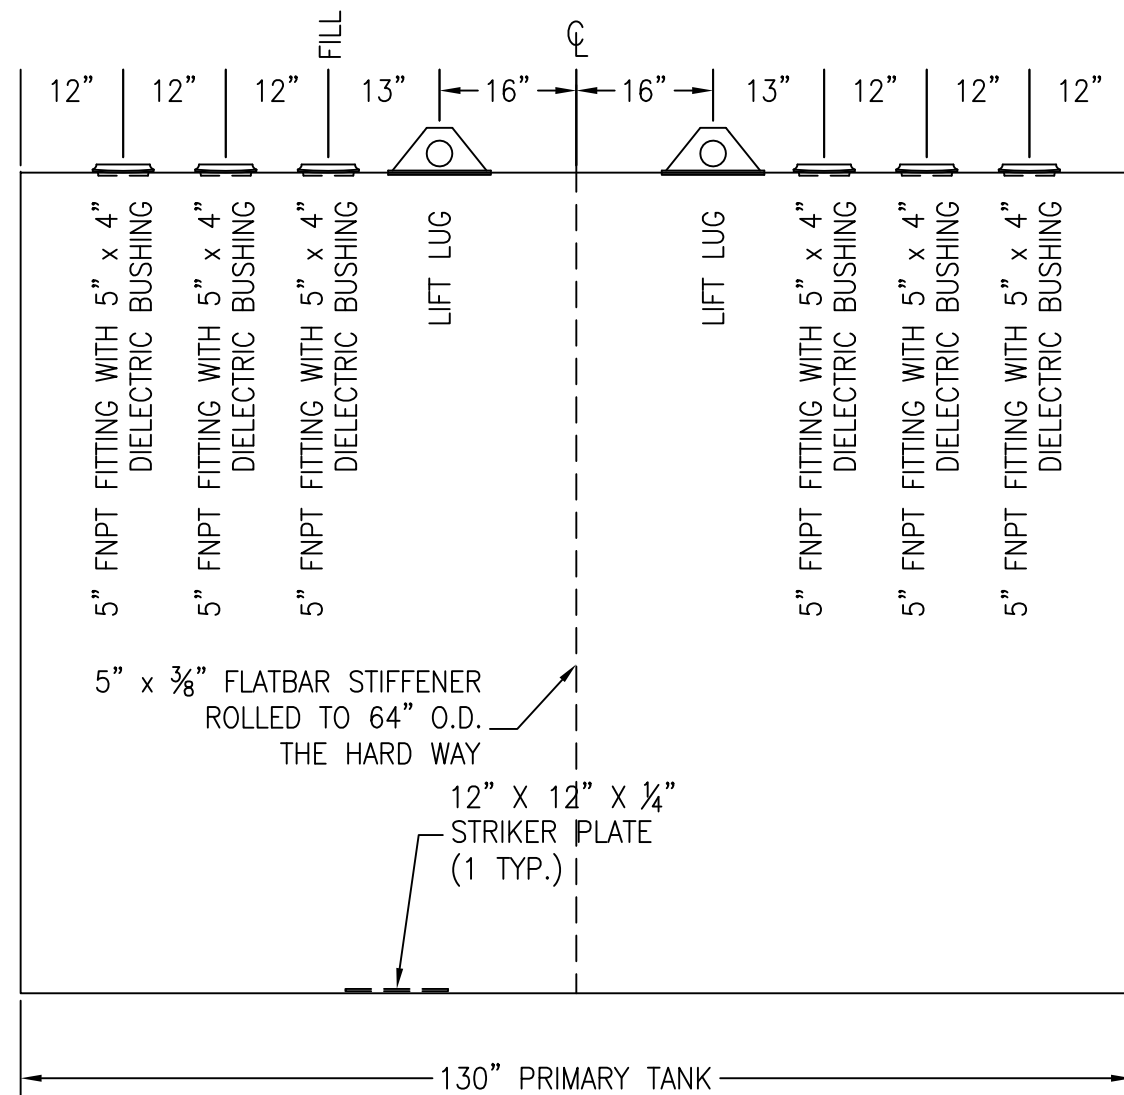 FILL
℄
12” 12” 12” 13” 16” 16” 13” 12” 12” 12”
5” FNPT FITTING WITH 5” x 4”
DIELECTRIC BUSHING
5” FNPT FITTING WITH 5” x 4”
DIELECTRIC BUSHING
5” FNPT FITTING WITH 5” x 4”
DIELECTRIC BUSHING
LIFT LUG
LIFT LUG
5” FNPT FITTING WITH 5” x 4”
DIELECTRIC BUSHING
5” FNPT FITTING WITH 5” x 4”
DIELECTRIC BUSHING
5” FNPT FITTING WITH 5” x 4”
DIELECTRIC BUSHING
5” x ⅜” FLATBAR STIFFENER
ROLLED TO 64” O.D.
THE HARD WAY
12” X 12” X ¼”
STRIKER PLATE
(1 TYP.)
130” PRIMARY TANK